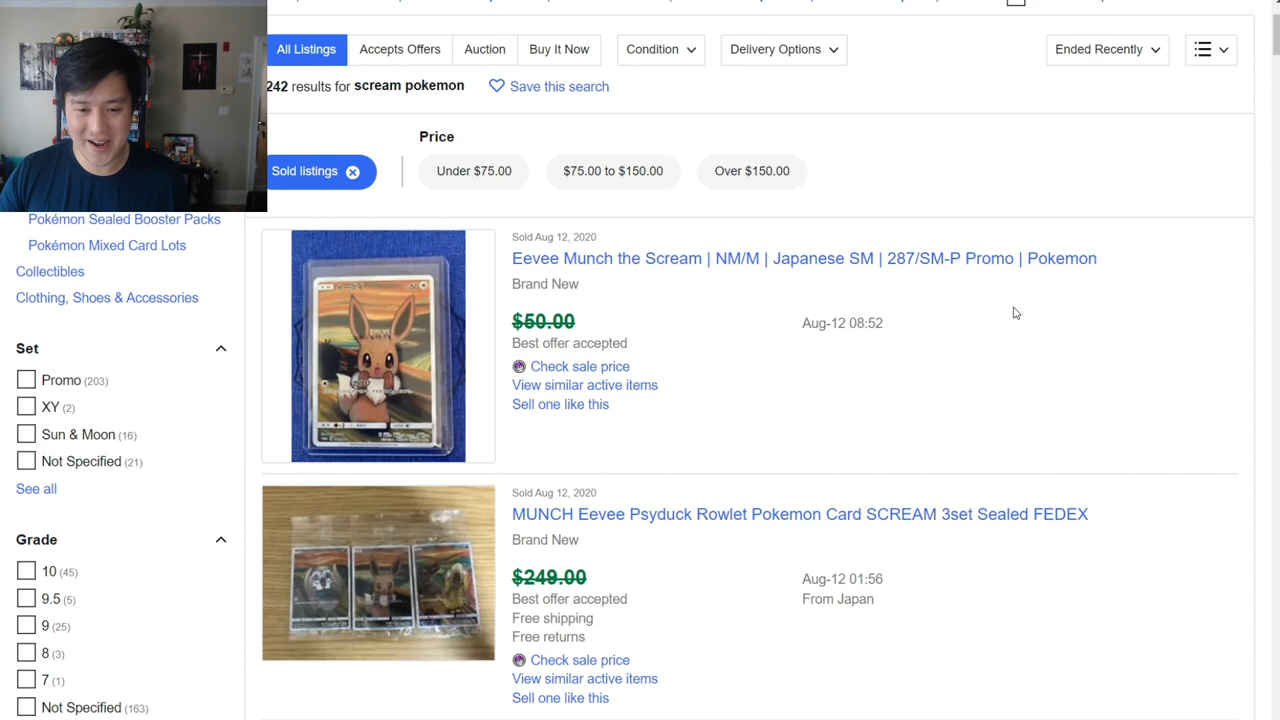 All Listings Accepts Offers Auction Buy It Now Condition Delivery Options Ended Recently
242 results for scream pokemon Save this search
Price
Sold listings Under $75.00 $75.00 to $150.00 Over $150.00
Pokémon Sealed Booster Packs
Pokémon Mixed Card Lots
Collectibles
Clothing, Shoes & Accessories
Set
Promo (203)
XY (2)
Sun & Moon (16)
Not Specified (21)
See all
Grade
10 (45)
9.5 (5)
9 (25)
8 (3)
7 (1)
Not Specified (163)
Sold Aug 12, 2020
Eevee Munch the Scream | NM/M | Japanese SM | 287/SM-P Promo | Pokemon
Brand New
$50.00 Aug-12 08:52
Best offer accepted
Check sale price
View similar active items
Sell one like this
Sold Aug 12, 2020
MUNCH Eevee Psyduck Rowlet Pokemon Card SCREAM 3set Sealed FEDEX
Brand New
$249.00 Aug-12 01:56
Best offer accepted From Japan
Free shipping
Free returns
Check sale price
View similar active items
Sell one like this